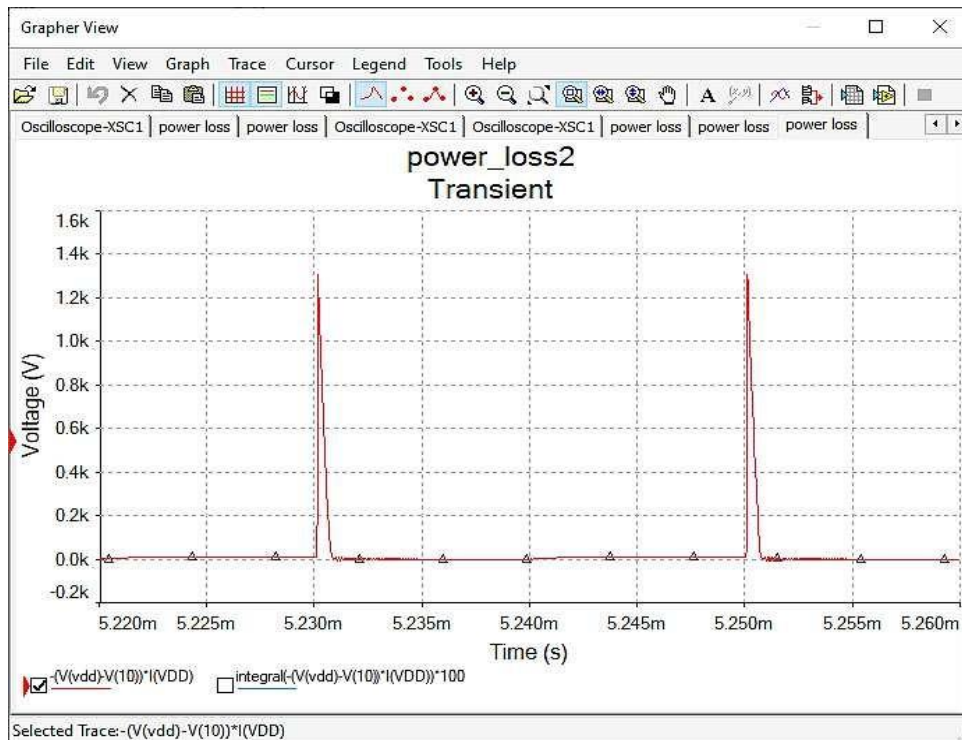 Grapher View
File Edit View Graph Trace Cursor Legend Tools Help
A
Oscilloscope-XSC1 power loss power loss Oscilloscope-XSC1 Oscilloscope-XSC1 power loss power loss power loss
power_loss2
Transient
1.6k
1.4k
1.2k
1.0k
0.8k
0.6k
0.4k
0.2k
0.0k
-0.2k
Voltage (V)
5.220m 5.225m 5.230m 5.235m 5.240m 5.245m 5.250m 5.255m 5.260m
Time (s)
-(V(vdd)-V(10))*I(VDD) integral(-(V(vdd)-V(10))*I(VDD))*100
Selected Trace:-(V(vdd)-V(10))*I(VDD)